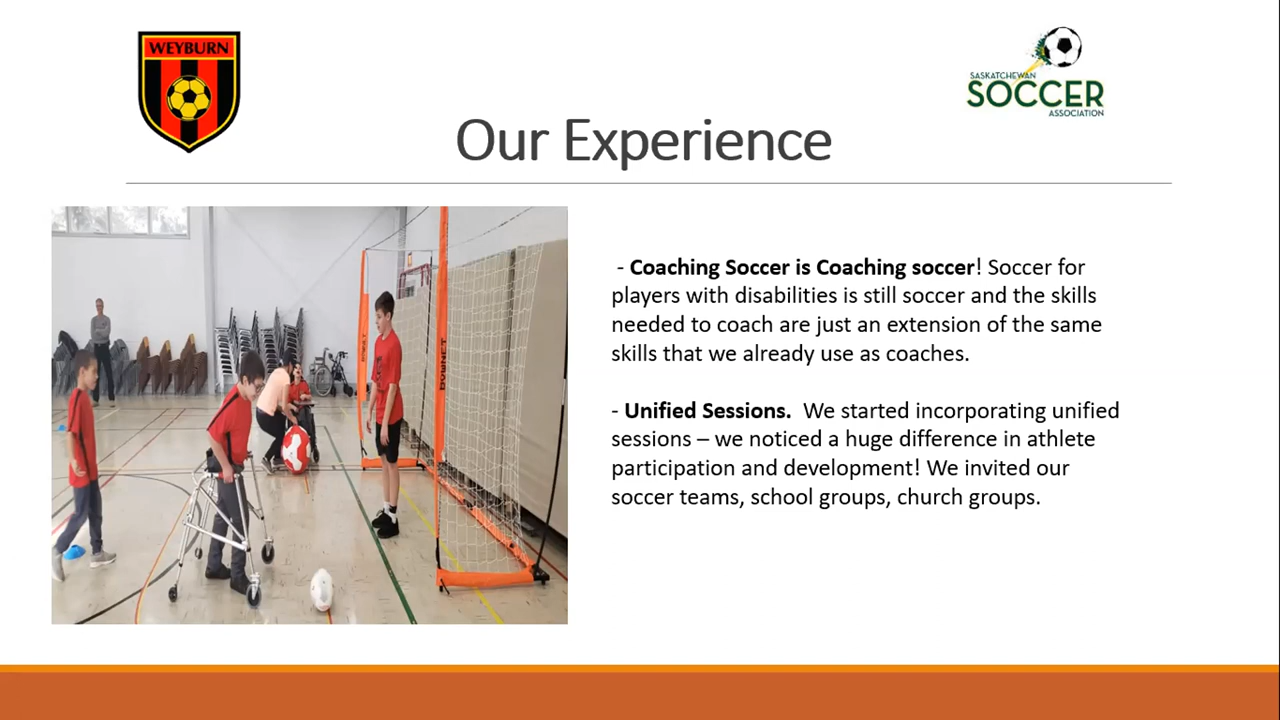 WEYBURN
SASKATCHEWAN
SOCCER
ASSOCIATION
Our Experience
- Coaching Soccer is Coaching soccer! Soccer for
players with disabilities is still soccer and the skills
needed to coach are just an extension of the same
skills that we already use as coaches.
- Unified Sessions.  We started incorporating unified
sessions – we noticed a huge difference in athlete
participation and development! We invited our
soccer teams, school groups, church groups.
BOWNET